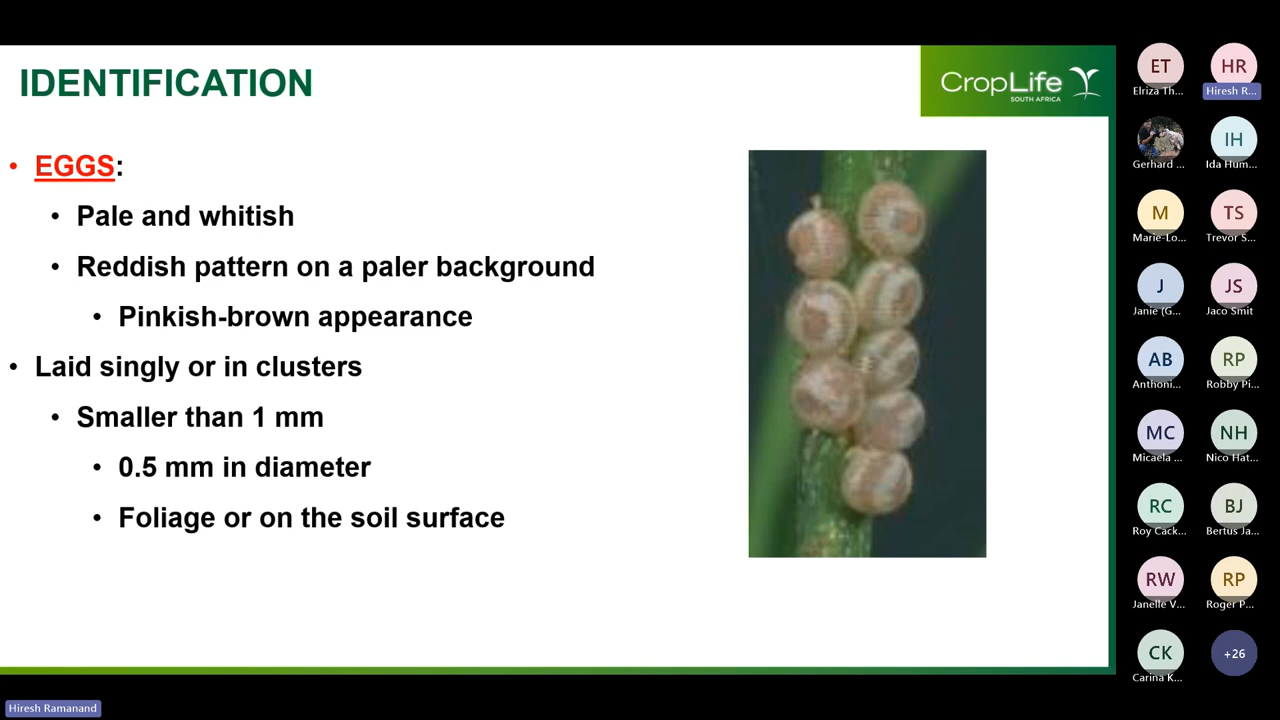 IDENTIFICATION
CropLife
SOUTH AFRICA
• EGGS:
• Pale and whitish
• Reddish pattern on a paler background
• Pinkish-brown appearance
• Laid singly or in clusters
• Smaller than 1 mm
• 0.5 mm in diameter
• Foliage or on the soil surface
ET
HR
Elriza Th...
Hiresh R...
IH
Gerhard ...
Ida Hum...
M
TS
Marie-Lo...
Trevor S...
J
JS
Janie (G...
Jaco Smit
AB
RP
Anthoni...
Robby Pi...
MC
NH
Micaela ...
Nico Hat...
RC
BJ
Roy Cack...
Bertus Ja...
RW
RP
Janelle V...
Roger P...
CK
+26
Carina K...
Hiresh Ramanand